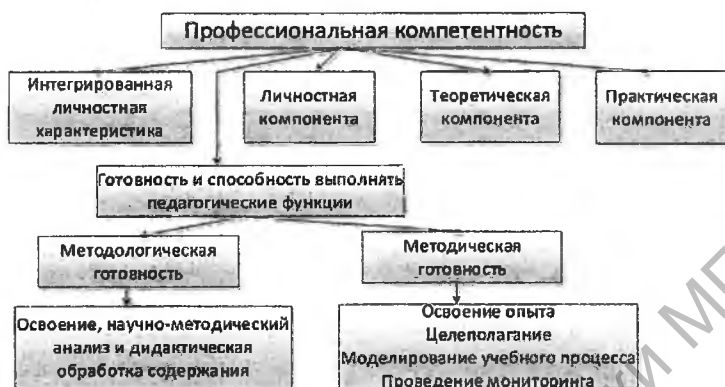 Профессиональная компетентность
Интегрированная
личностная
характеристика
Личностная
компонента
Теоретическая
компонента
Практическая
компонента
Готовность и способность выполнять
педагогические функции
Методологическая
готовность
Методическая
готовность
Освоение, научно-методический
анализ и дидактическая
обработка содержания
Освоение опыта
Целеполагание
Моделирование учебного процесса
Проведение мониторинга